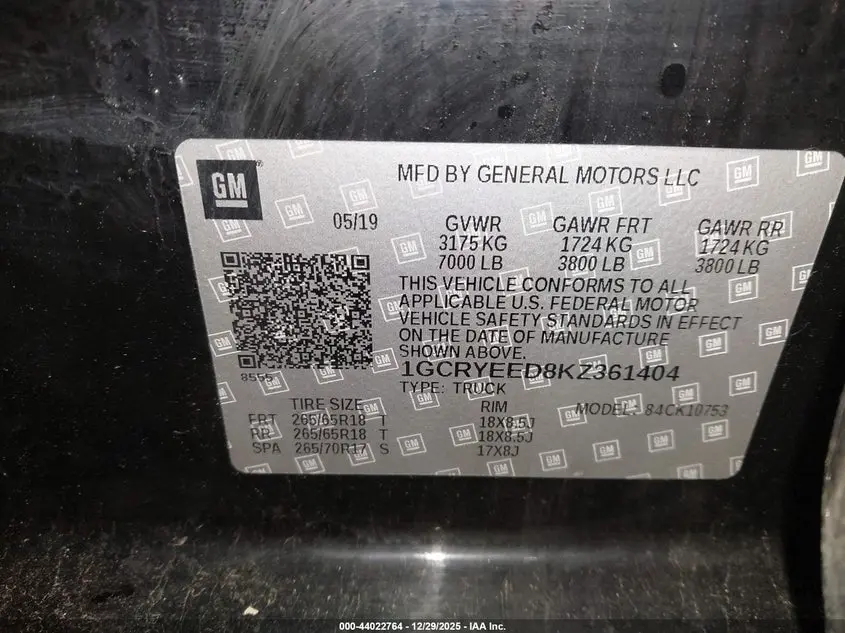 GM
MFD BY GENERAL MOTORS LLC
05/19
GVWR GAWR FRT GAWR RR
3175 KG 1724 KG 1724 KG
7000 LB 3800 LB 3800 LB
THIS VEHICLE CONFORMS TO ALL
APPLICABLE U.S. FEDERAL MOTOR
VEHICLE SAFETY STANDARDS IN EFFECT
ON THE DATE OF MANUFACTURE
SHOWN ABOVE.
1GCRYEED8KZ361404
TYPE: TRUCK
TIRE SIZE RIM MODEL: 84CK10753
FRT 265/65R18 T 18X8.5J
RR 265/65R18 T 18X8.5J
SPA 265/70R17 S 17X8J
000-44022764 — 12/29/2025 — IAA Inc.